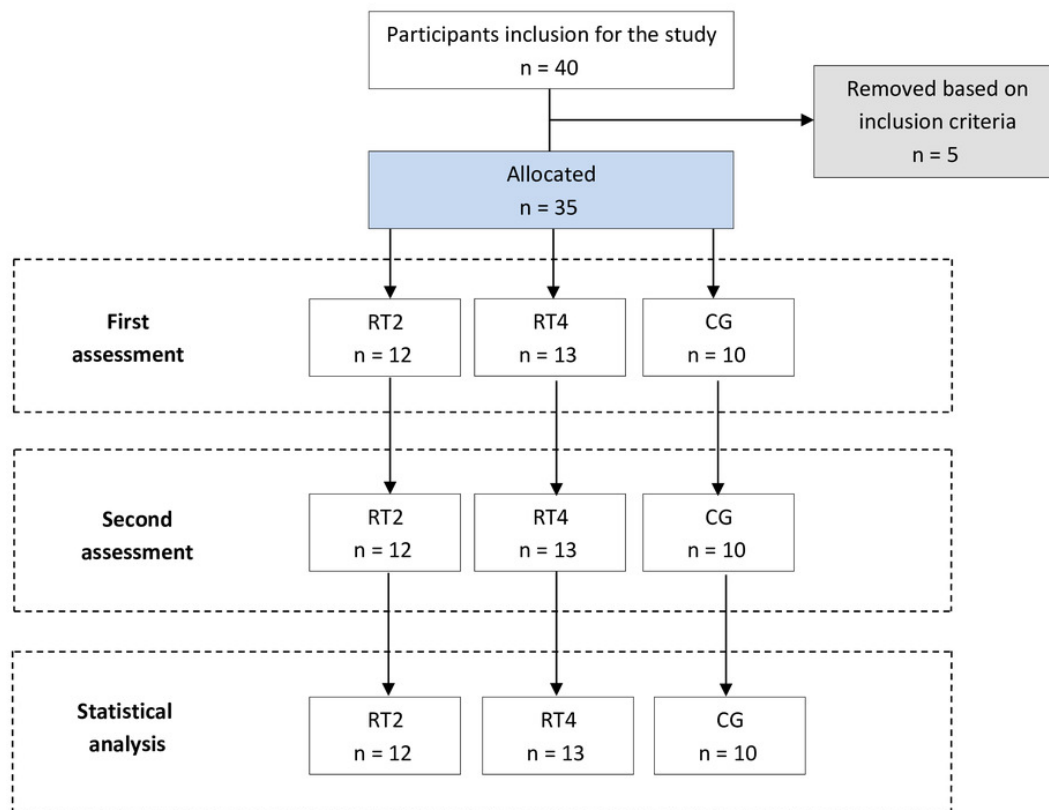 Participants inclusion for the study
n = 40
Removed based on
inclusion criteria
n = 5
Allocated
n = 35
First
assessment
RT2
n = 12
RT4
n = 13
CG
n = 10
Second
assessment
RT2
n = 12
RT4
n = 13
CG
n = 10
Statistical
analysis
RT2
n = 12
RT4
n = 13
CG
n = 10